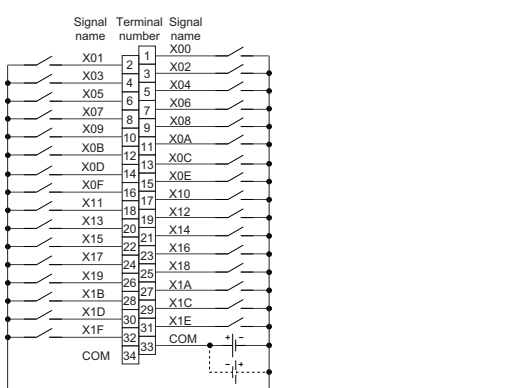 Signal name Terminal number Signal name
1 X00
X01 2
3 X02
X03 4
5 X04
X05 6
7 X06
X07 8
9 X08
X09 10
11 X0A
X0B 12
13 X0C
X0D 14
15 X0E
X0F 16
17 X10
X11 18
19 X12
X13 20
21 X14
X15 22
23 X16
X17 24
25 X18
X19 26
27 X1A
X1B 28
29 X1C
X1D 30
31 X1E
X1F 32
33 COM + -
COM 34
- +